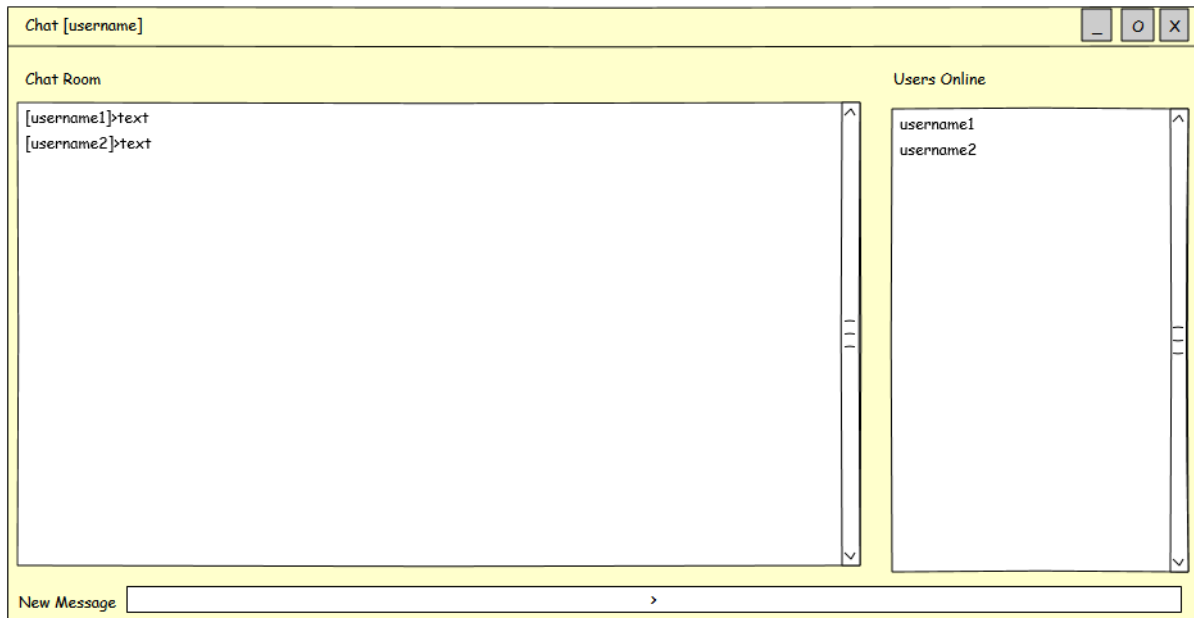 Chat [username]
_ O X
Chat Room
Users Online
[username1]>text
[username2]>text
username1
username2
New Message
>